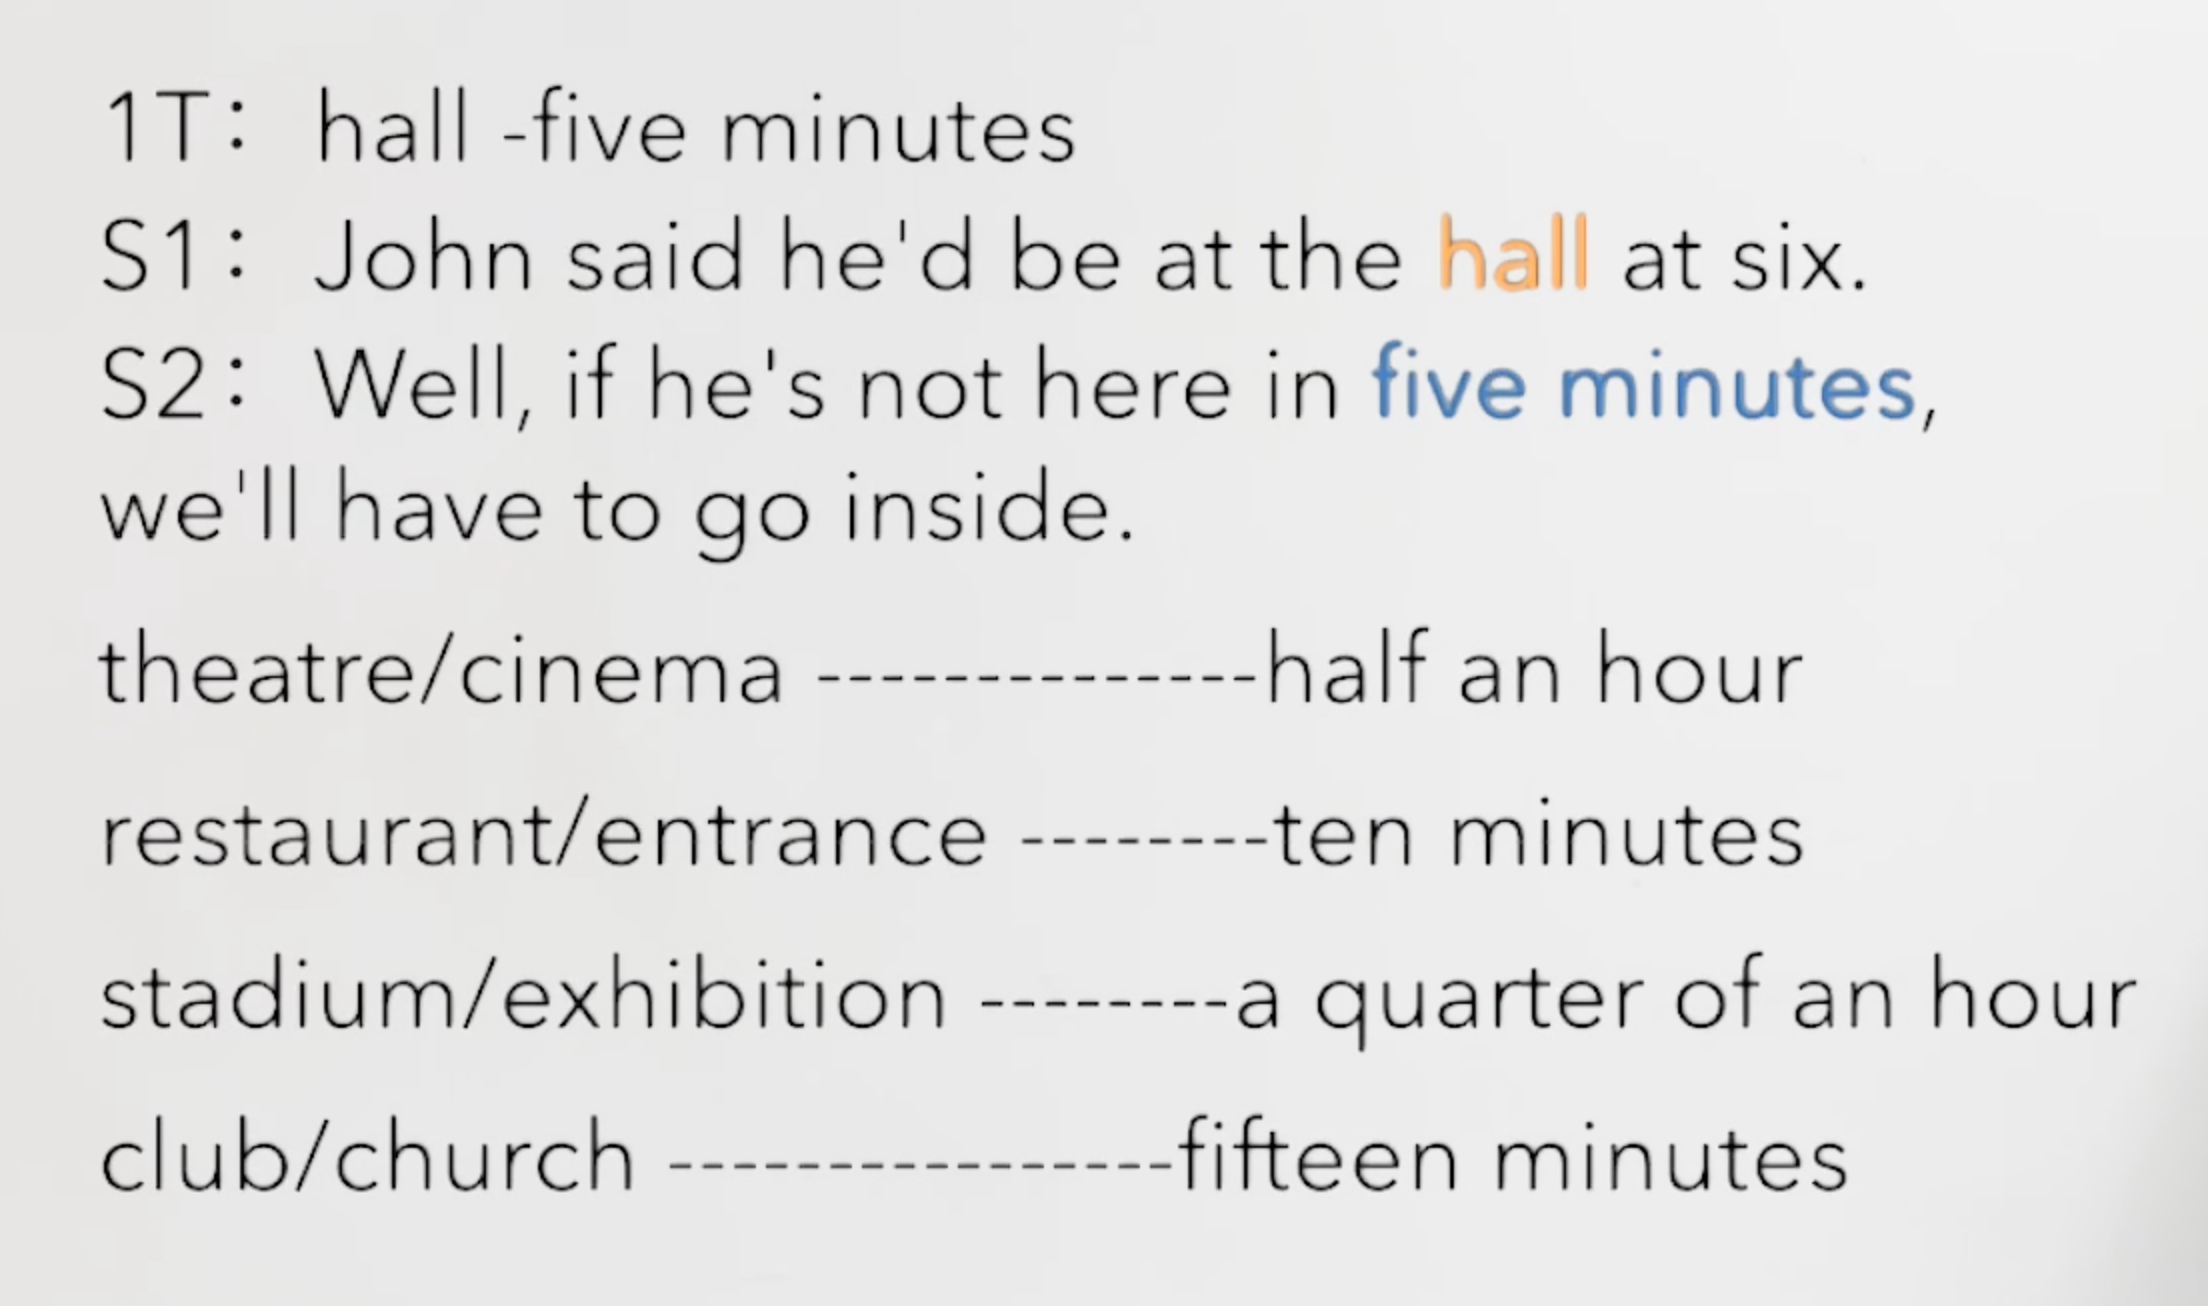 1T: hall -five minutes
S1: John said he'd be at the hall at six.
S2: Well, if he's not here in five minutes,
we'll have to go inside.
theatre/cinema --------------half an hour
restaurant/entrance --------ten minutes
stadium/exhibition --------a quarter of an hour
club/church ----------------fifteen minutes